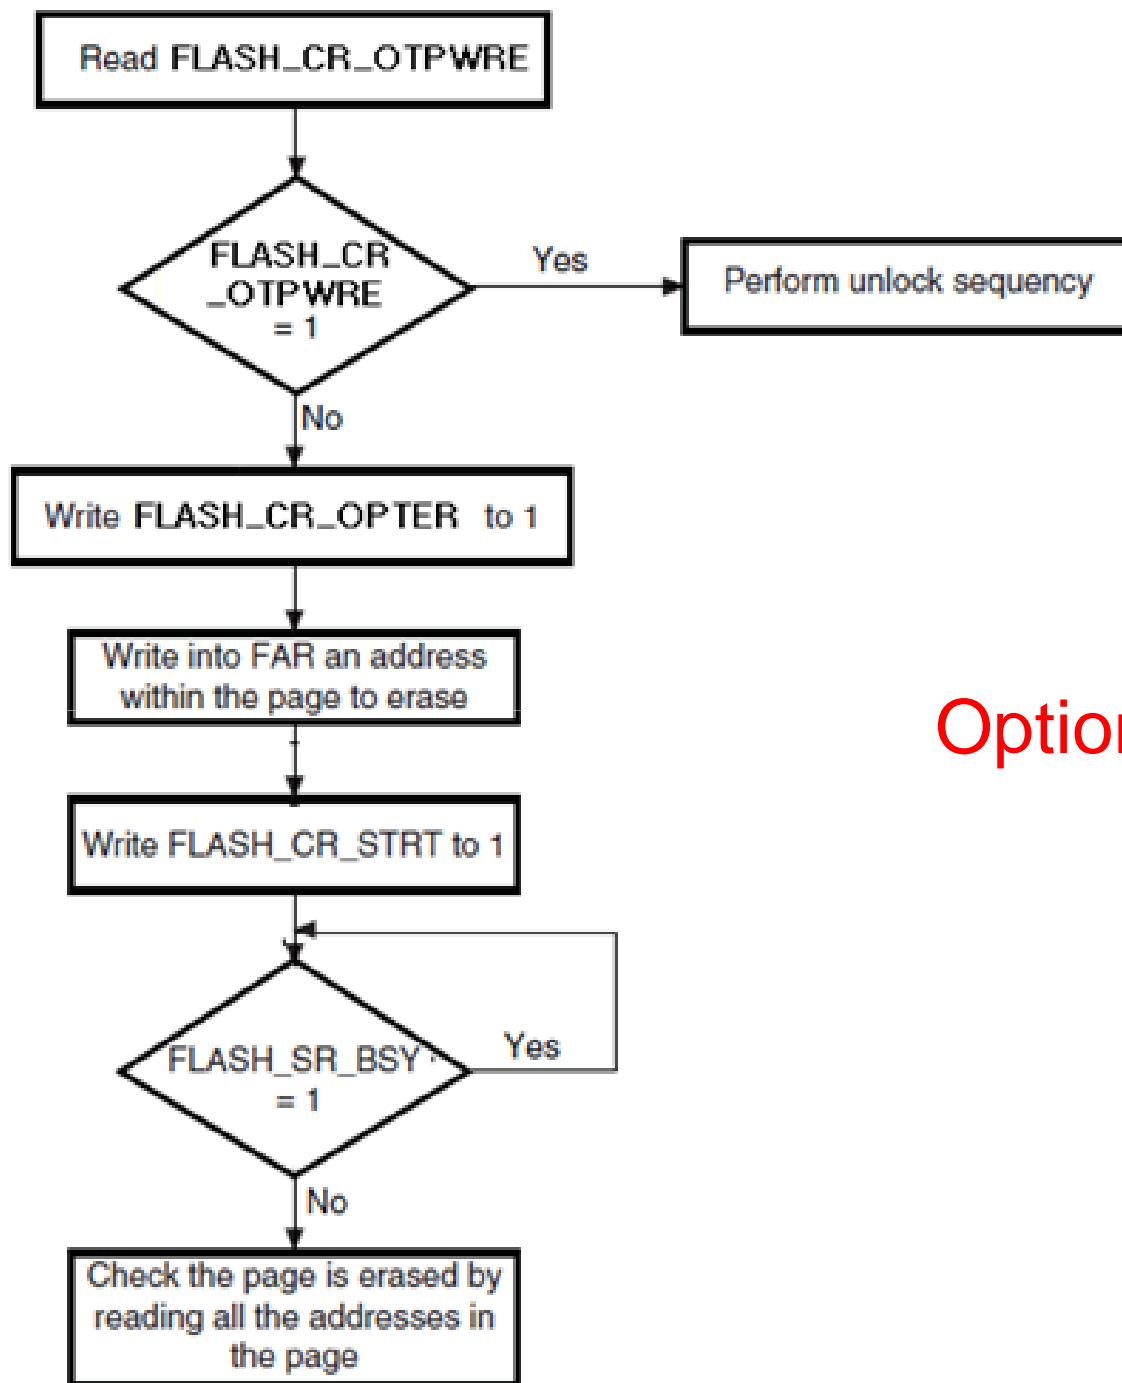 Read FLASH_CR_OTPWRE
FLASH_CR
_OTPWRE
= 1
Yes
Perform unlock sequency
No
Write FLASH_CR_OPTER to 1
Write into FAR an address
within the page to erase
Option
Write FLASH_CR_STRT to 1
FLASH_SR_BSY
= 1
Yes
No
Check the page is erased by
reading all the addresses in
the page